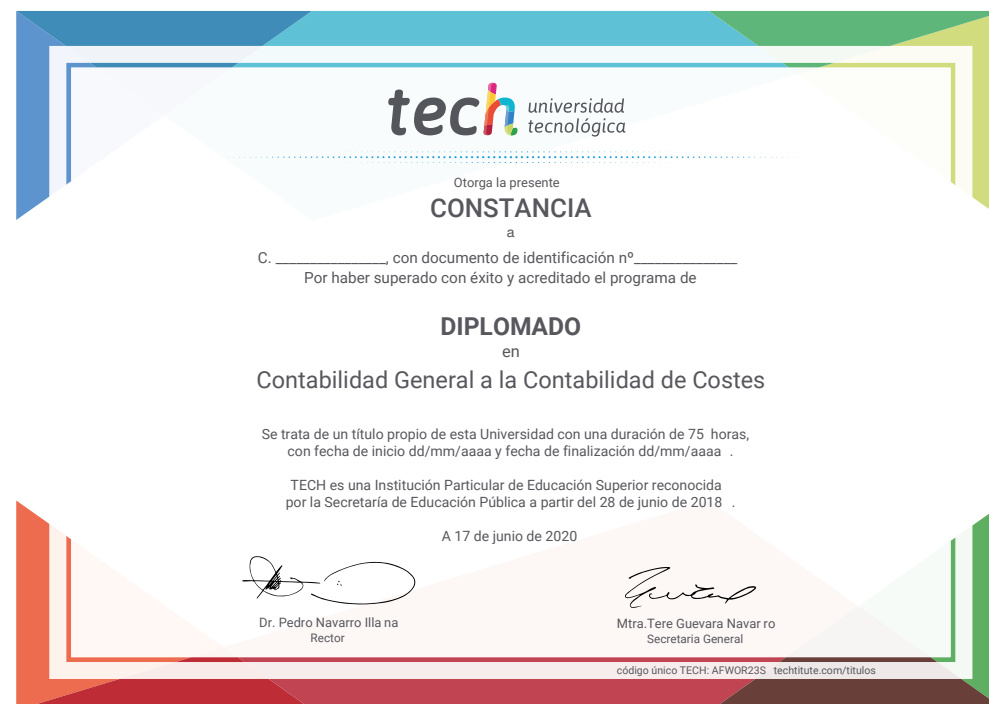 tech universidad
tecnológica
Otorga la presente
CONSTANCIA
a
C. ______________, con documento de identificación nº_____________
Por haber superado con éxito y acreditado el programa de
DIPLOMADO
en
Contabilidad General a la Contabilidad de Costes
Se trata de un título propio de esta Universidad con una duración de 75 horas,
con fecha de inicio dd/mm/aaaa y fecha de finalización dd/mm/aaaa .
TECH es una Institución Particular de Educación Superior reconocida
por la Secretaría de Educación Pública a partir del 28 de junio de 2018 .
A 17 de junio de 2020
Dr. Pedro Navarro Illa na
Rector
Mtra.Tere Guevara Navar ro
Secretaria General
código único TECH: AFWOR23S techtitute.com/titulos